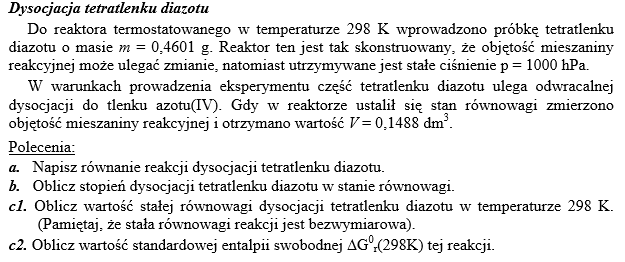 Dysocjacja tetratlenku diazotu
Do reaktora termostatowanego w temperaturze 298 K wprowadzono próbkę tetratlenku
diazotu o masie m = 0,4601 g. Reaktor ten jest tak skonstruowany, że objętość mieszaniny
reakcyjnej może ulegać zmianie, natomiast utrzymywane jest stałe ciśnienie p = 1000 hPa.
W warunkach prowadzenia eksperymentu część tetratlenku diazotu ulega odwracalnej
dysocjacji do tlenku azotu(IV). Gdy w reaktorze ustalił się stan równowagi zmierzono
objętość mieszaniny reakcyjnej i otrzymano wartość V = 0,1488 dm³.
Polecenia:
a. Napisz równanie reakcji dysocjacji tetratlenku diazotu.
b. Oblicz stopień dysocjacji tetratlenku diazotu w stanie równowagi.
c1. Oblicz wartość stałej równowagi dysocjacji tetratlenku diazotu w temperaturze 298 K.
(Pamiętaj, że stała równowagi reakcji jest bezwymiarowa).
c2. Oblicz wartość standardowej entalpii swobodnej ΔG⁰ᵣ(298K) tej reakcji.